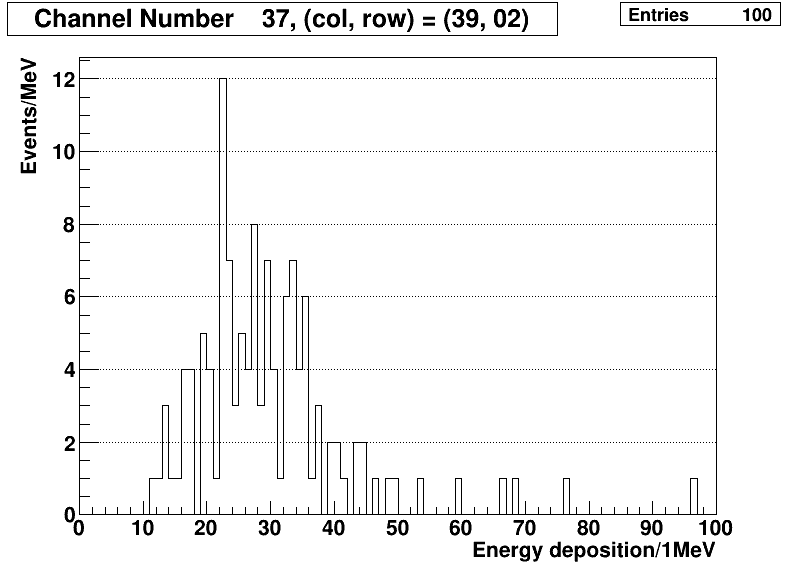 Channel Number 37, (col, row) = (39, 02)
Entries 100
Events/MeV
12
10
8
6
4
2
0
0 10 20 30 40 50 60 70 80 90 100
Energy deposition/1MeV